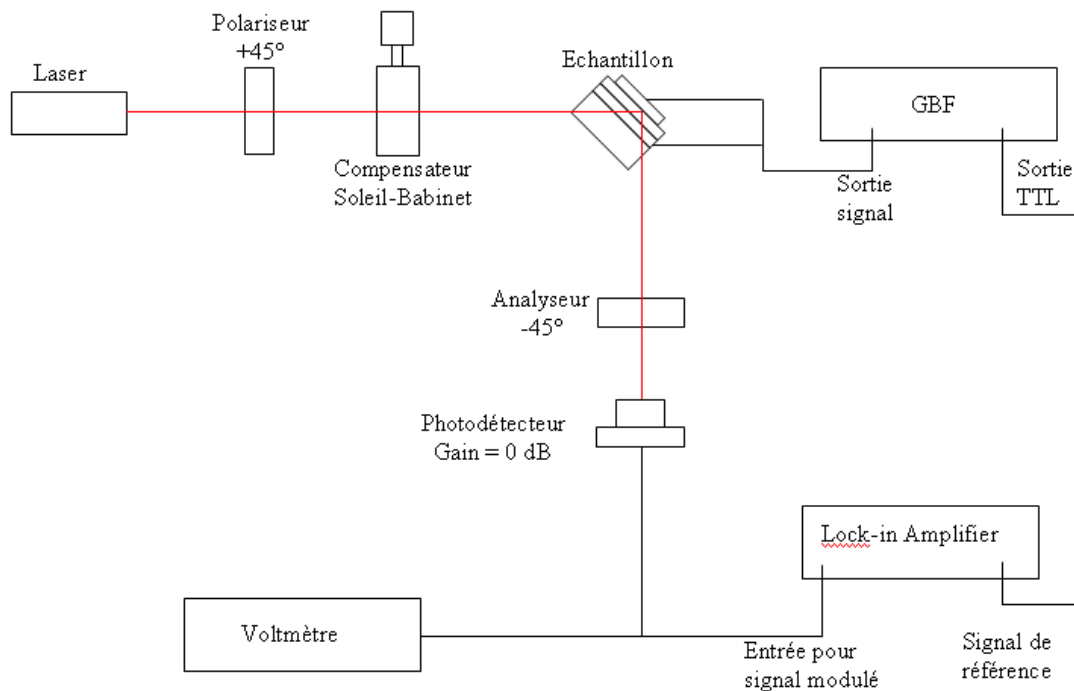 Laser
Polariseur
+45°
Compensateur
Soleil-Babinet
Echantillon
GBF
Sortie
signal
Sortie
TTL
Analyseur
-45°
Photodétecteur
Gain = 0 dB
Lock-in Amplifier
Voltmètre
Entrée pour
signal modulé
Signal de
référence